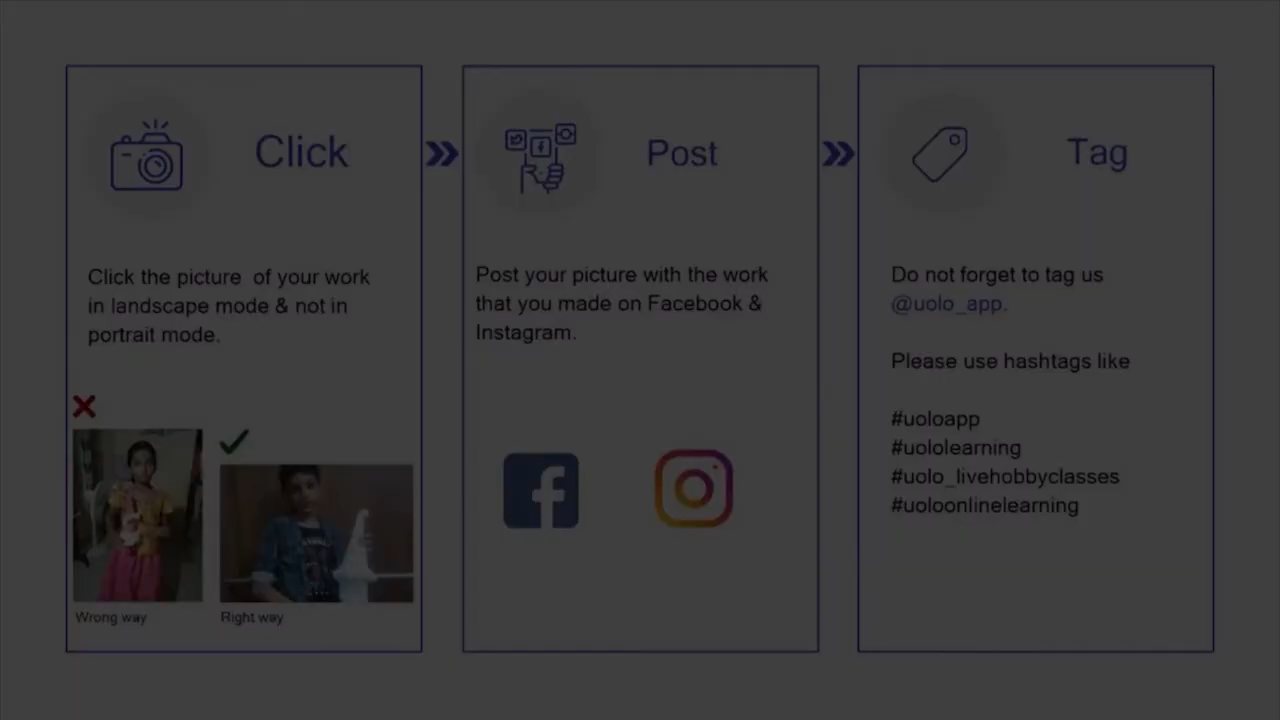 Click
Click the picture of your work
in landscape mode & not in
portrait mode.
Wrong way
Right way
Post
Post your picture with the work
that you made on Facebook &
Instagram.
Tag
Do not forget to tag us
@uolo_app.
Please use hashtags like
#uoloapp
#uololearning
#uolo_livehobbyclasses
#uoloonlinelearning